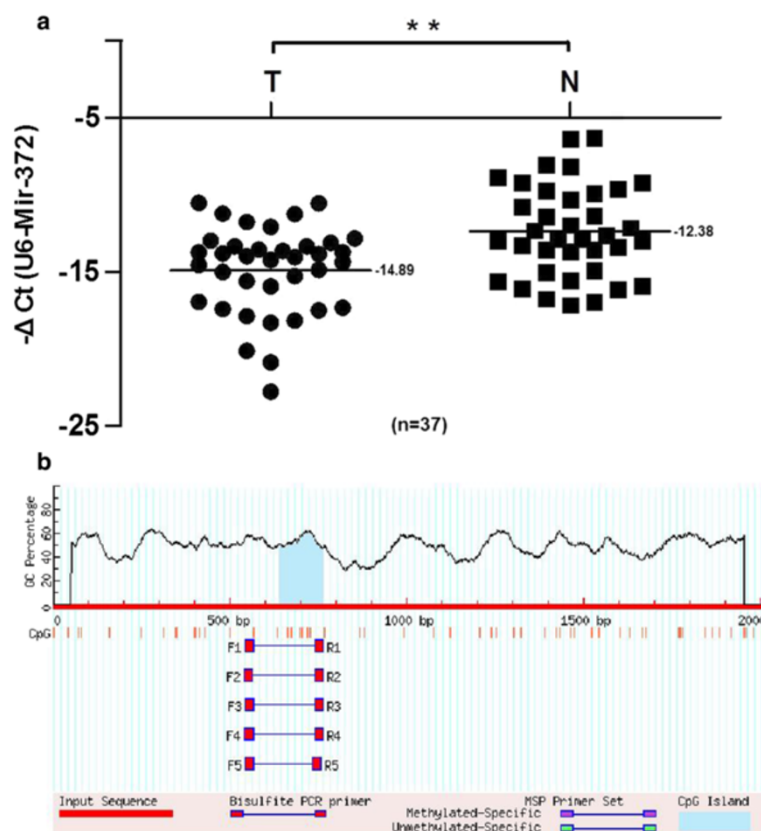 a
* *
T N
-5
-12.38
-15
-14.89
-Δ Ct (U6-Mir-372)
-25
(n=37)
b
GC Percentage
80
60
40
20
0
0 500 bp 1000 bp 1500 bp 2000
CpG
F1 R1
F2 R2
F3 R3
F4 R4
F5 R5
Input Sequence Bisulfite PCR primer MSP Primer Set CpG Island
Methylated-Specific
Unmethylated-Specific